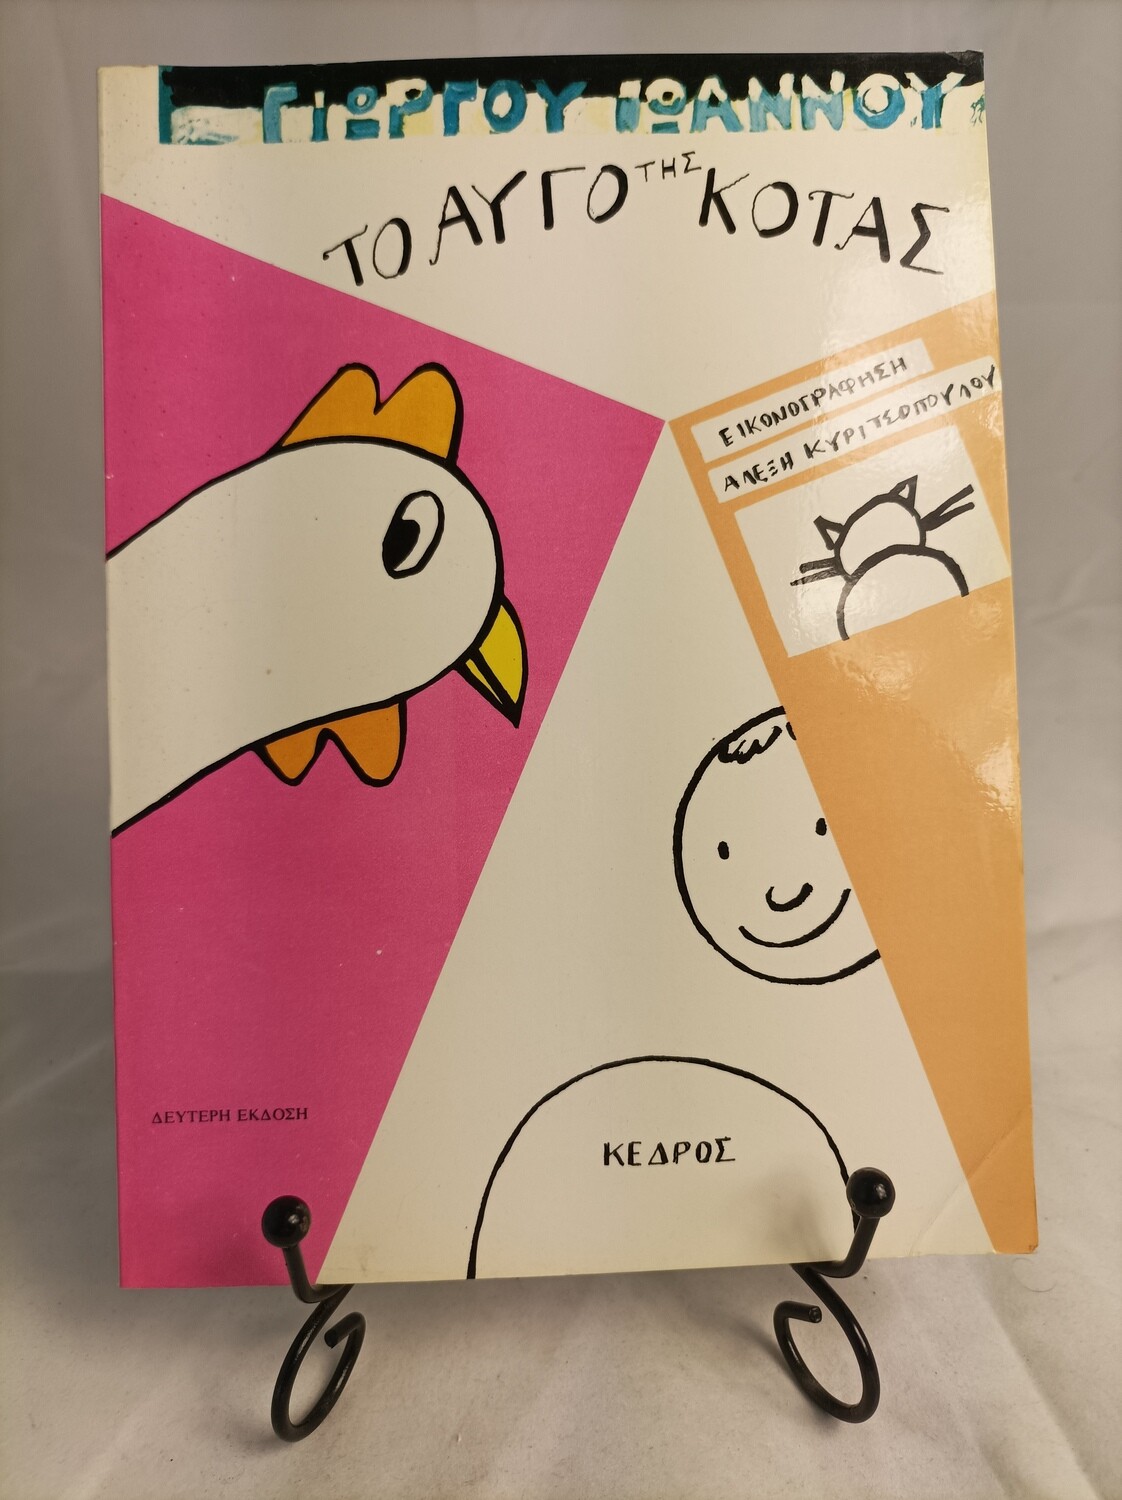 ΓΙΩΡΓΟΥ ΙΩΑΝΝΟΥ
ΤΟ ΑΥΓΟ ΤΗΣ ΚΟΤΑΣ
ΕΙΚΟΝΟΓΡΑΦΗΣΗ
ΑΛΕΞΗ ΚΥΡΙΤΣΟΠΟΥΛΟΥ
ΔΕΥΤΕΡΗ ΕΚΔΟΣΗ
ΚΕΔΡΟΣ